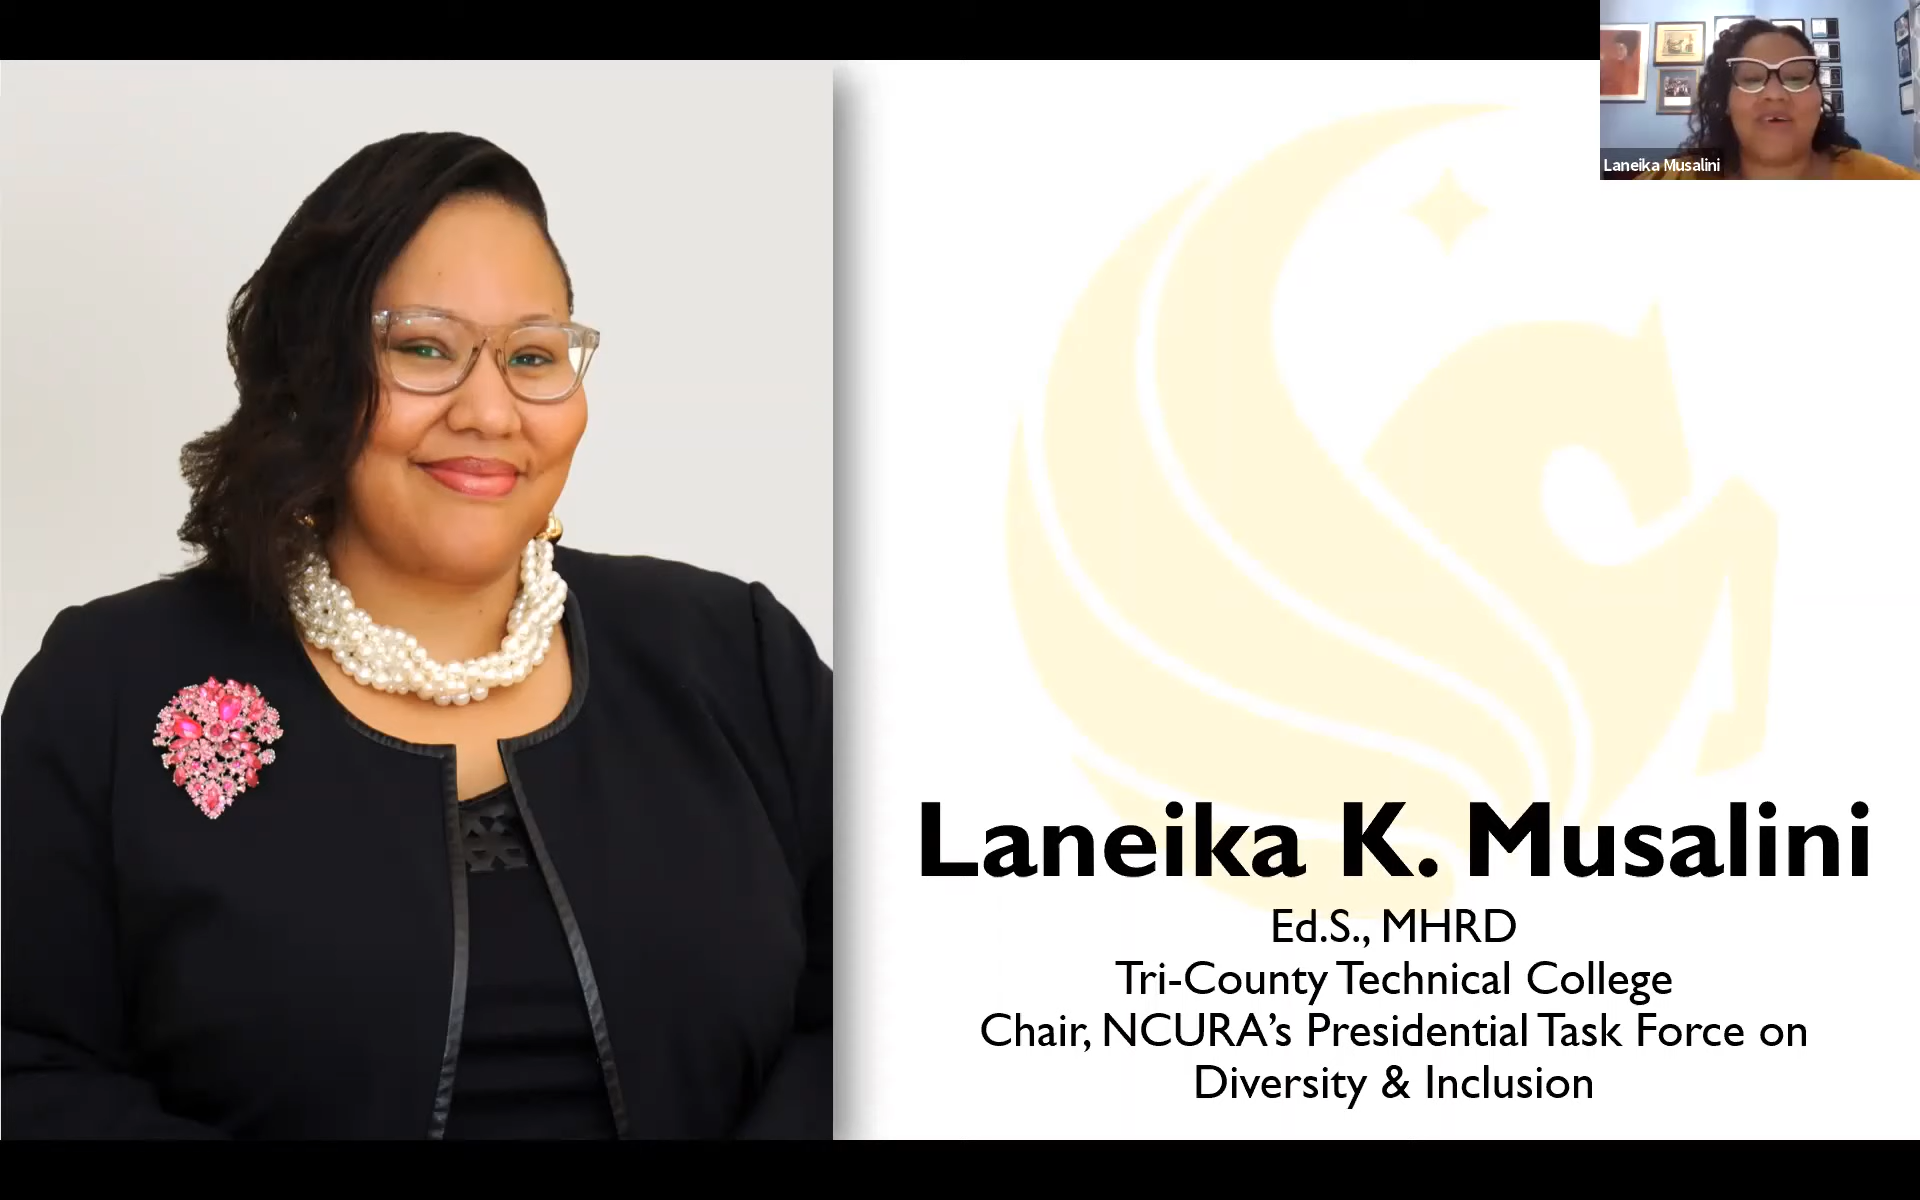 Laneika Musalini
Laneika K. Musalini
Ed.S., MHRD
Tri-County Technical College
Chair, NCURA’s Presidential Task Force on
Diversity & Inclusion